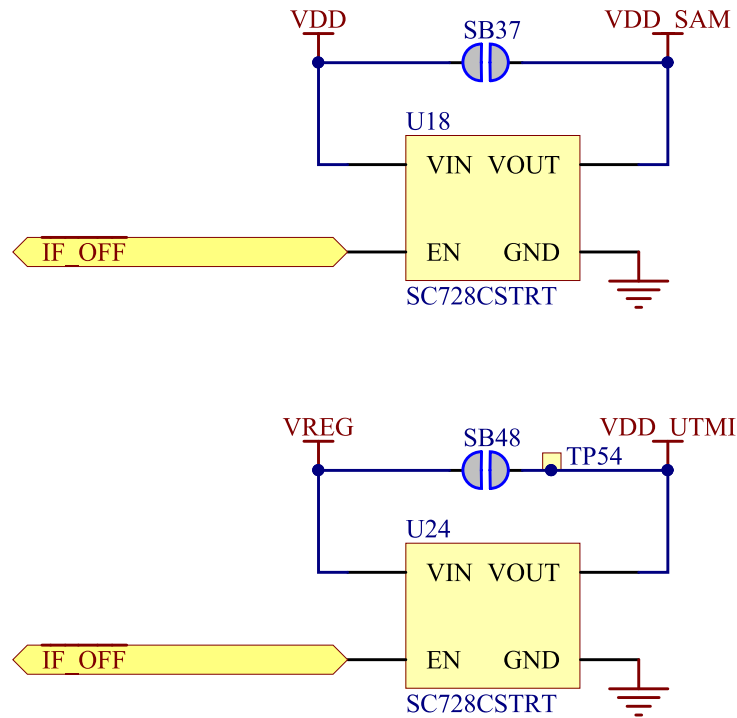 VDD
SB37
VDD_SAM
U18
VIN VOUT
IF_OFF
EN GND
SC728CSTRT
VREG
SB48
VDD_UTMI
TP54
U24
VIN VOUT
IF_OFF
EN GND
SC728CSTRT